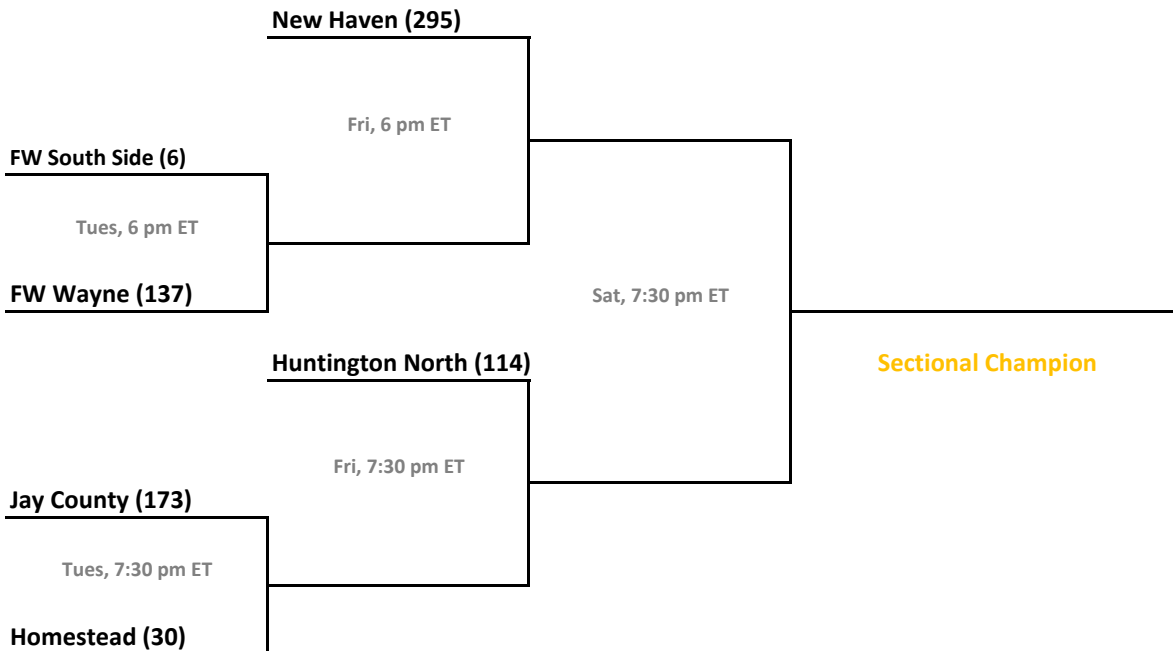 New Haven (295)
Fri, 6 pm ET
FW South Side (6)
Tues, 6 pm ET
FW Wayne (137)
Sat, 7:30 pm ET
Huntington North (114)
Sectional Champion
Fri, 7:30 pm ET
Jay County (173)
Tues, 7:30 pm ET
Homestead (30)